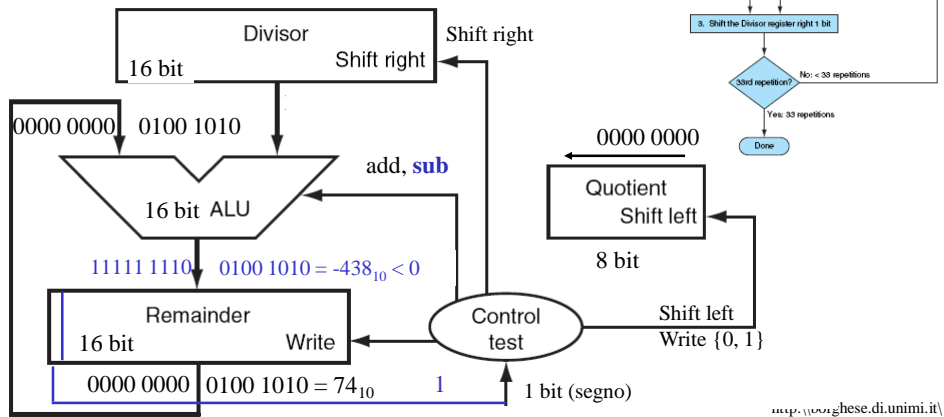 Divisor
Shift right
16 bit
Shift right
3. Shift the Divisor register right 1 bit
33rd repetition?
No: < 33 repetitions
Yes: 33 repetitions
Done
0000 0000 0100 1010
0000 0000
add, sub
16 bit ALU
Quotient
Shift left
8 bit
11111 1110 0100 1010 = -438₁₀ < 0
Remainder
16 bit
Write
Control
test
Shift left
Write {0, 1}
0000 0000 0100 1010 = 74₁₀
1
1 bit (segno)